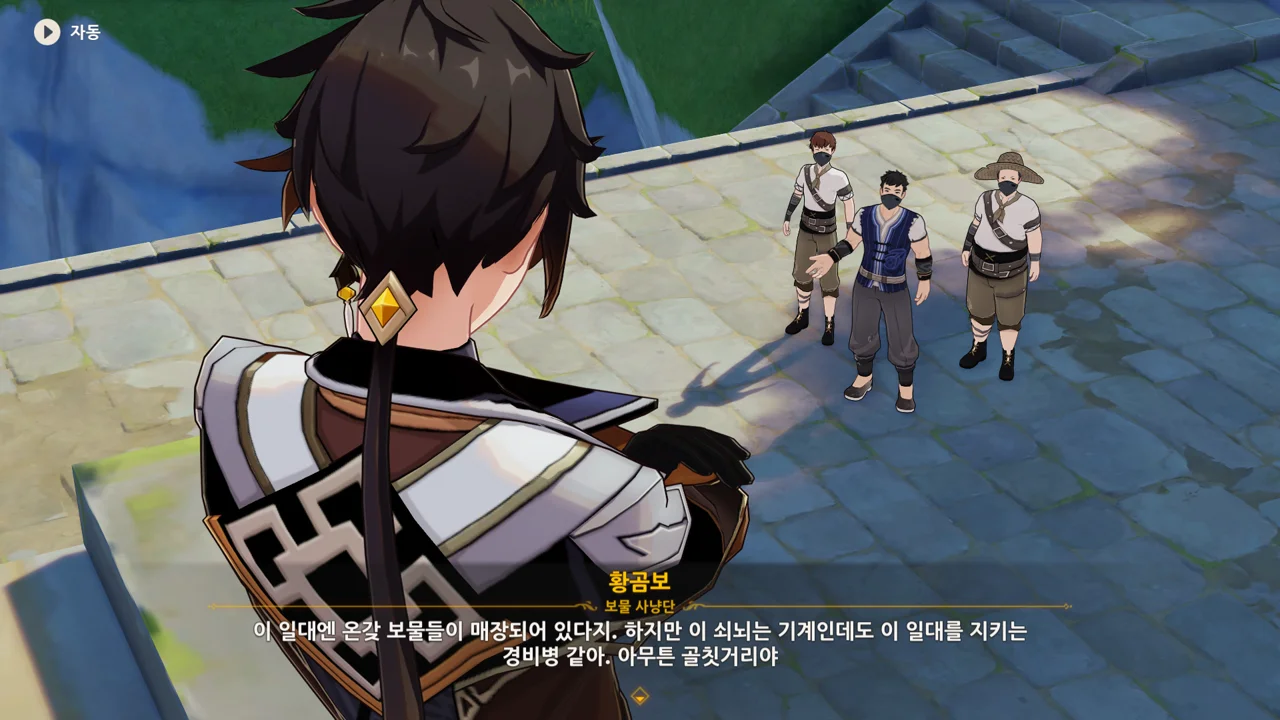 자동
황곰보
보물 사냥단
이 일대엔 온갖 보물들이 매장되어 있다지. 하지만 이 쇠뇌는 기계인데도 이 일대를 지키는
경비병 같아. 아무튼 골칫거리야